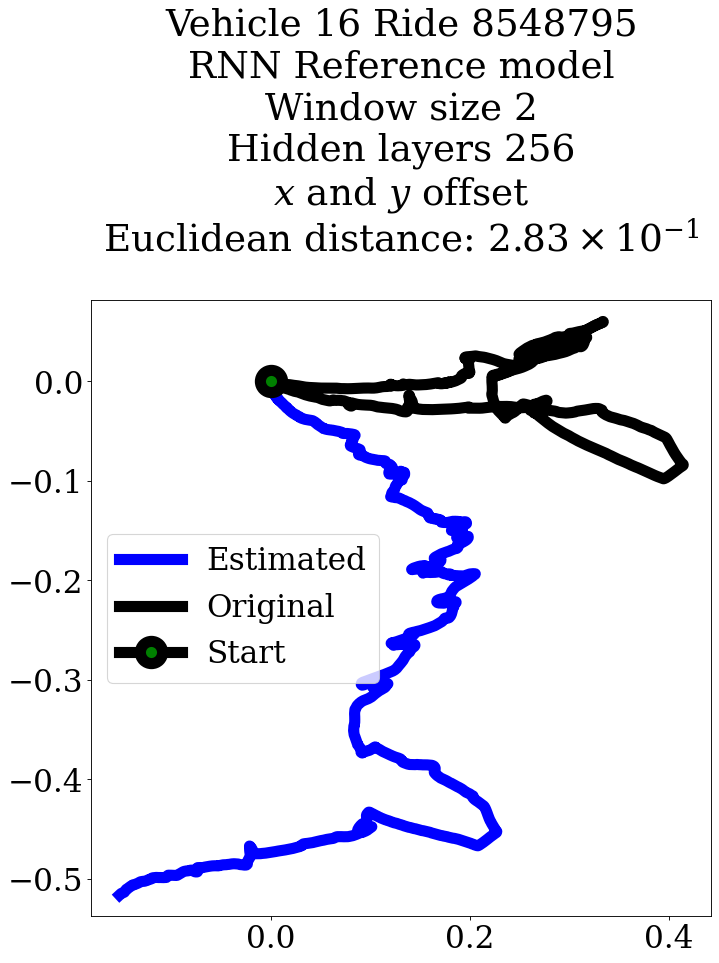 Vehicle 16 Ride 8548795
RNN Reference model
Window size 2
Hidden layers 256
x and y offset
Euclidean distance: 2.83 × 10⁻¹
0.0
−0.1
−0.2
−0.3
−0.4
−0.5
Estimated
Original
Start
0.0 0.2 0.4